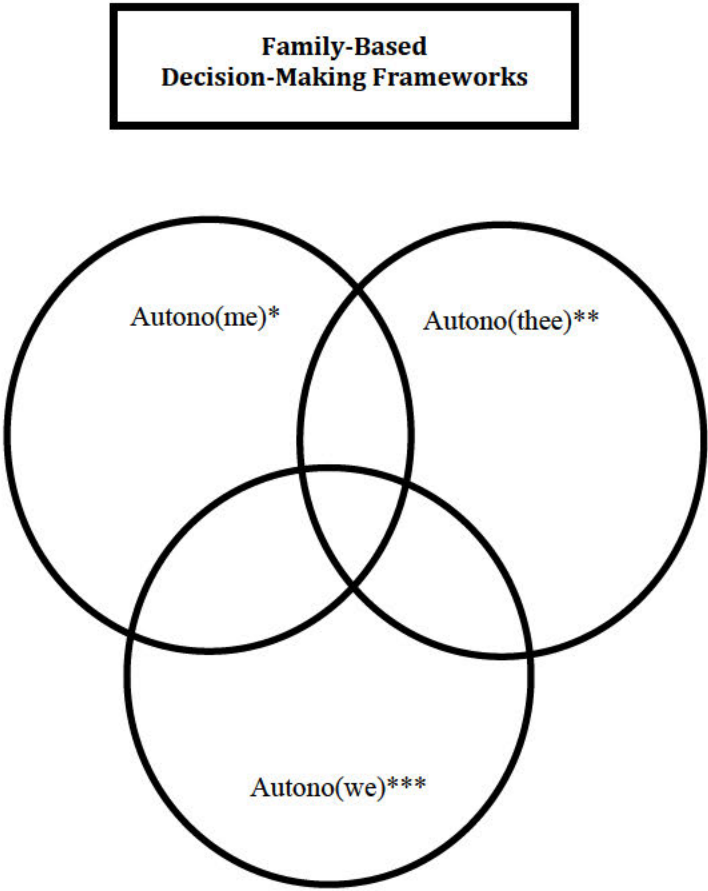 Family-Based
Decision-Making Frameworks
Autono(me)*
Autono(thee)**
Autono(we)***